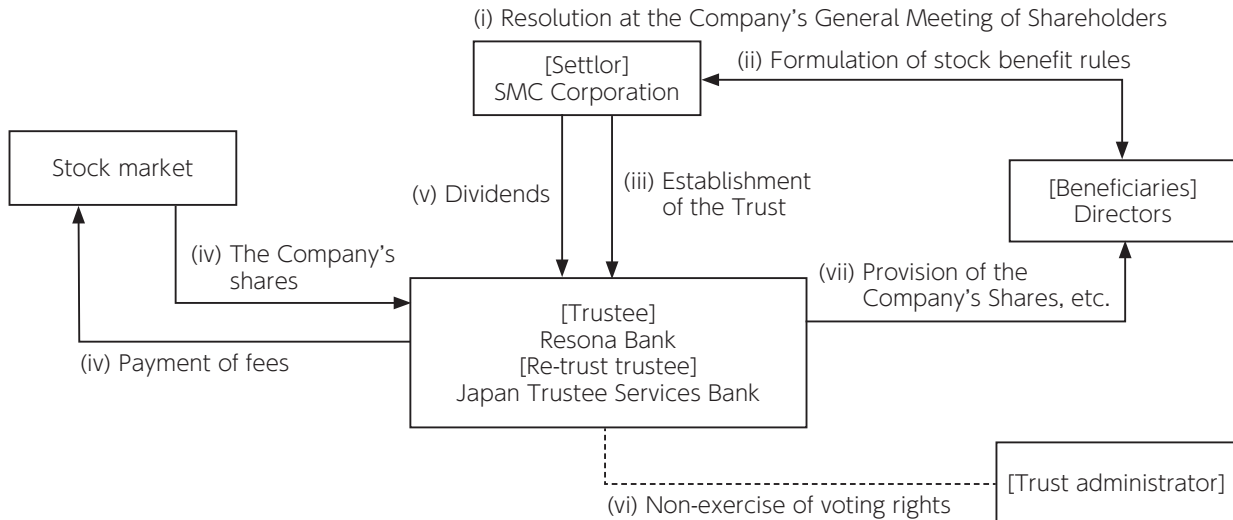 (i) Resolution at the Company's General Meeting of Shareholders
[Settlor]
SMC Corporation
(ii) Formulation of stock benefit rules
Stock market
(v) Dividends
(iii) Establishment
of the Trust
[Beneficiaries]
Directors
(iv) The Company's
shares
(vii) Provision of the
Company's Shares, etc.
[Trustee]
Resona Bank
[Re-trust trustee]
Japan Trustee Services Bank
(iv) Payment of fees
(vi) Non-exercise of voting rights
[Trust administrator]